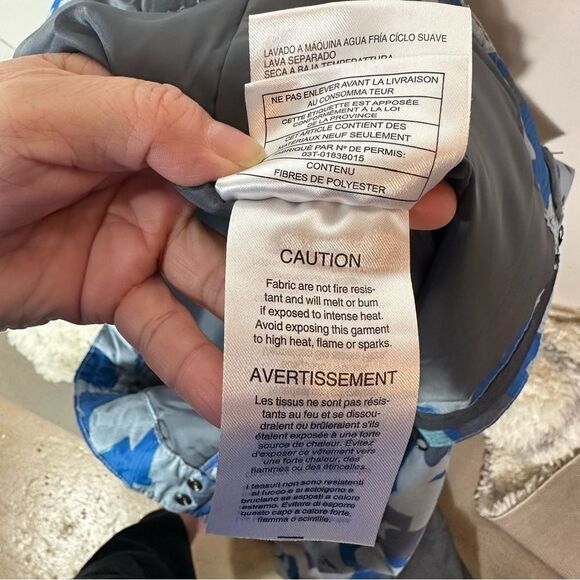 LAVADO A MÁQUINA AGUA FRÍA CÍCLO SUAVE
LAVA SEPARADO
SECA A BAJA TEMPERATURA
NE PAS ENLEVER AVANT LA LIVRAISON
AU CONSOMMA TEUR
CETTE ÉTIQUETTE EST APPOSÉE
CONFORMÉMENT À LA LOI
DE LA PROVINCE
CET ARTICLE CONTIENT DES
MATÉRIAUX NEUF SEULEMENT
FABRIQUÉ PAR Nº DE PERMIS:
03T-01838015
CONTENU
FIBRES DE POLYESTER
CAUTION
Fabric are not fire resis-
tant and will melt or burn
if exposed to intense heat.
Avoid exposing this garment
to high heat, flame or sparks.
AVERTISSEMENT
Les tissus ne sont pas résis-
tants au feu et se dissou-
draient ou brûleraient s'ils
étaient exposés à une forte
source de chaleur. Évitez
d'exposer ce vêtement vers
une forte chaleur, des
flammes ou des étincelles.
I tessuri non sono resistenti
al fuoco e si sciolgono e
bruciano se esposti a calore
estremo. Evitare di esporre
questo capo a calore forte,
fiamma o scintille.